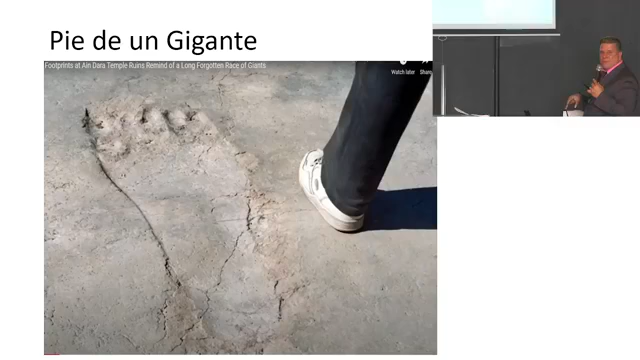 Pie de un Gigante
Footprints at Ain Dara Temple Ruins Remind of a Long Forgotten Race of Giants
Watch later
Share